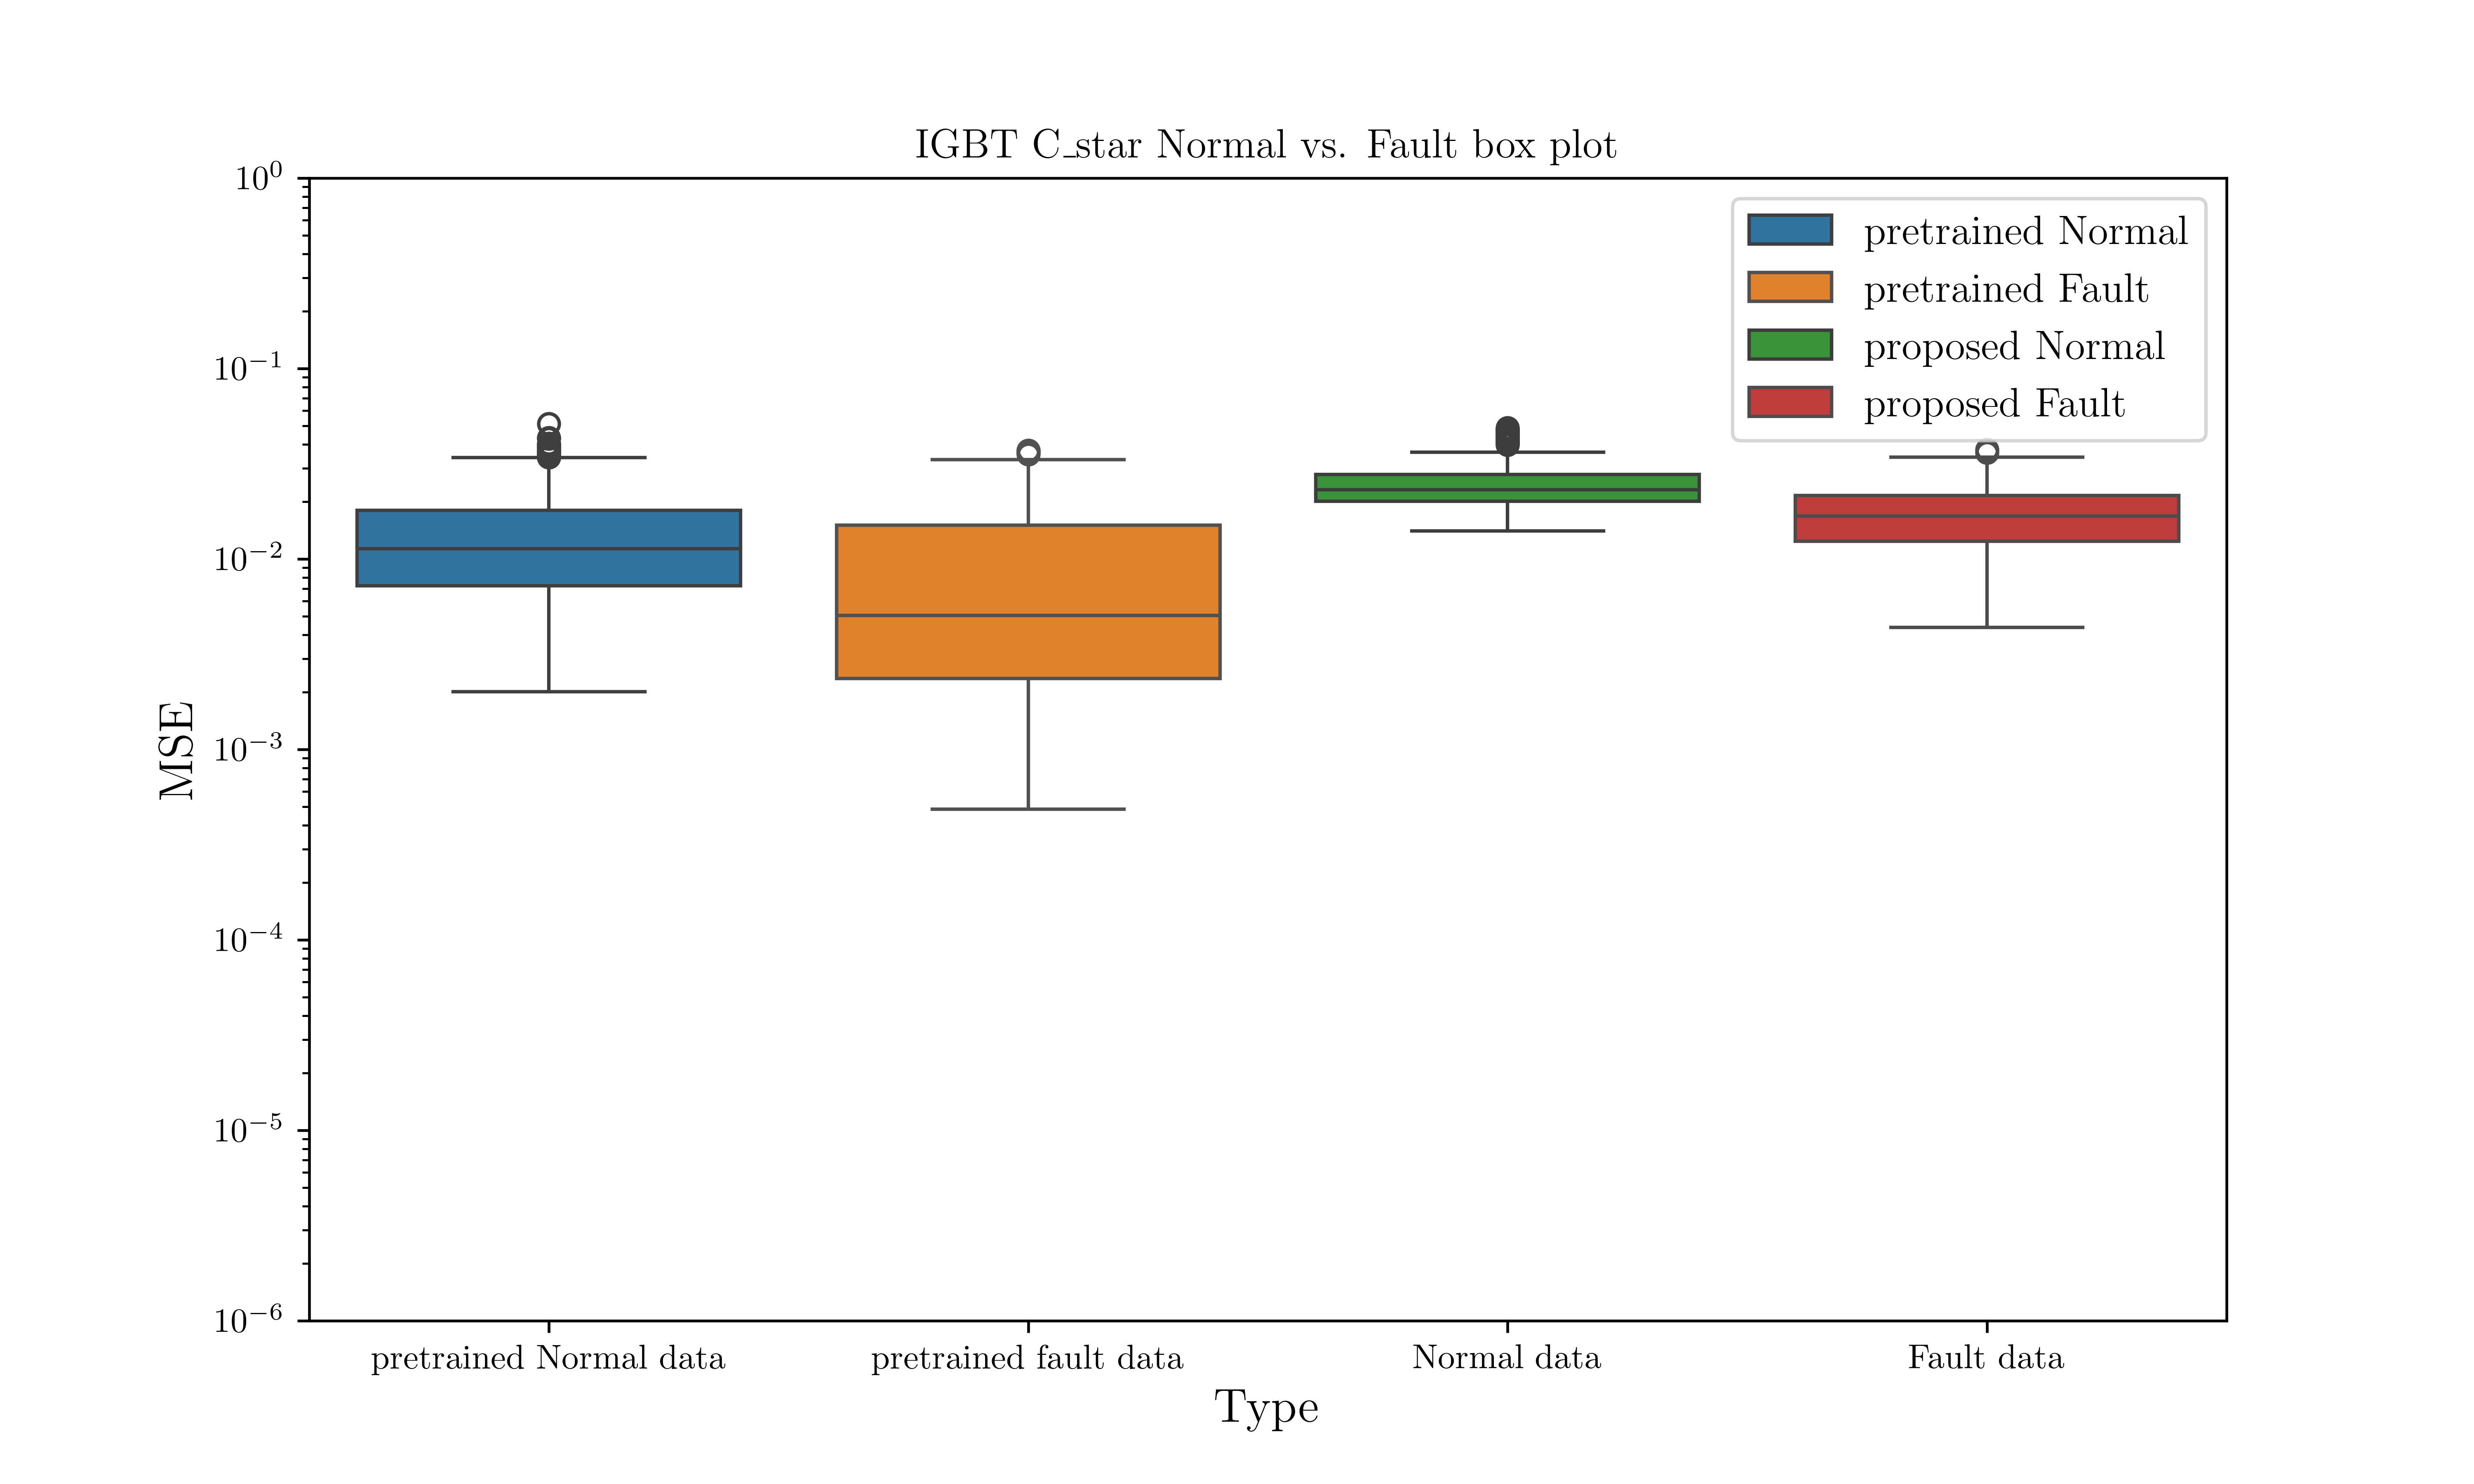 IGBT C_star Normal vs. Fault box plot
10⁰
10⁻¹
10⁻²
10⁻³
10⁻⁴
10⁻⁵
10⁻⁶
MSE
pretrained Normal
pretrained Fault
proposed Normal
proposed Fault
pretrained Normal data
pretrained fault data
Normal data
Fault data
Type